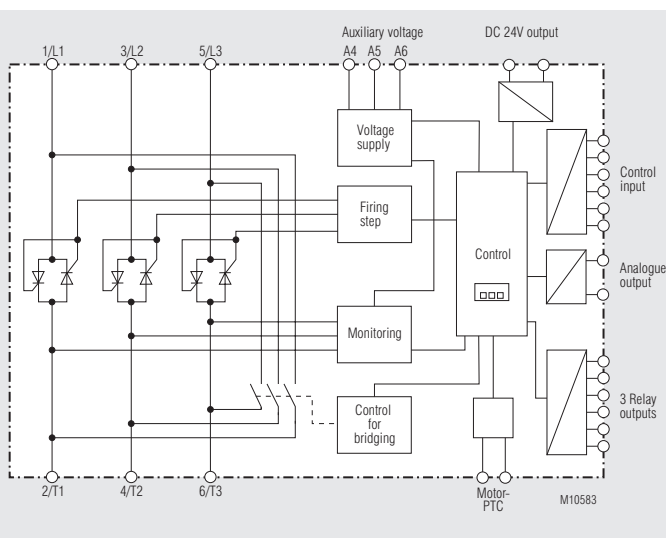 Auxiliary voltage
DC 24V output
1/L1
3/L2
5/L3
A4
A5
A6
Voltage
supply
Control
input
Firing
step
Control
Analogue
output
Monitoring
Control
for
bridging
3 Relay
outputs
2/T1
4/T2
6/T3
Motor-
PTC
M10583